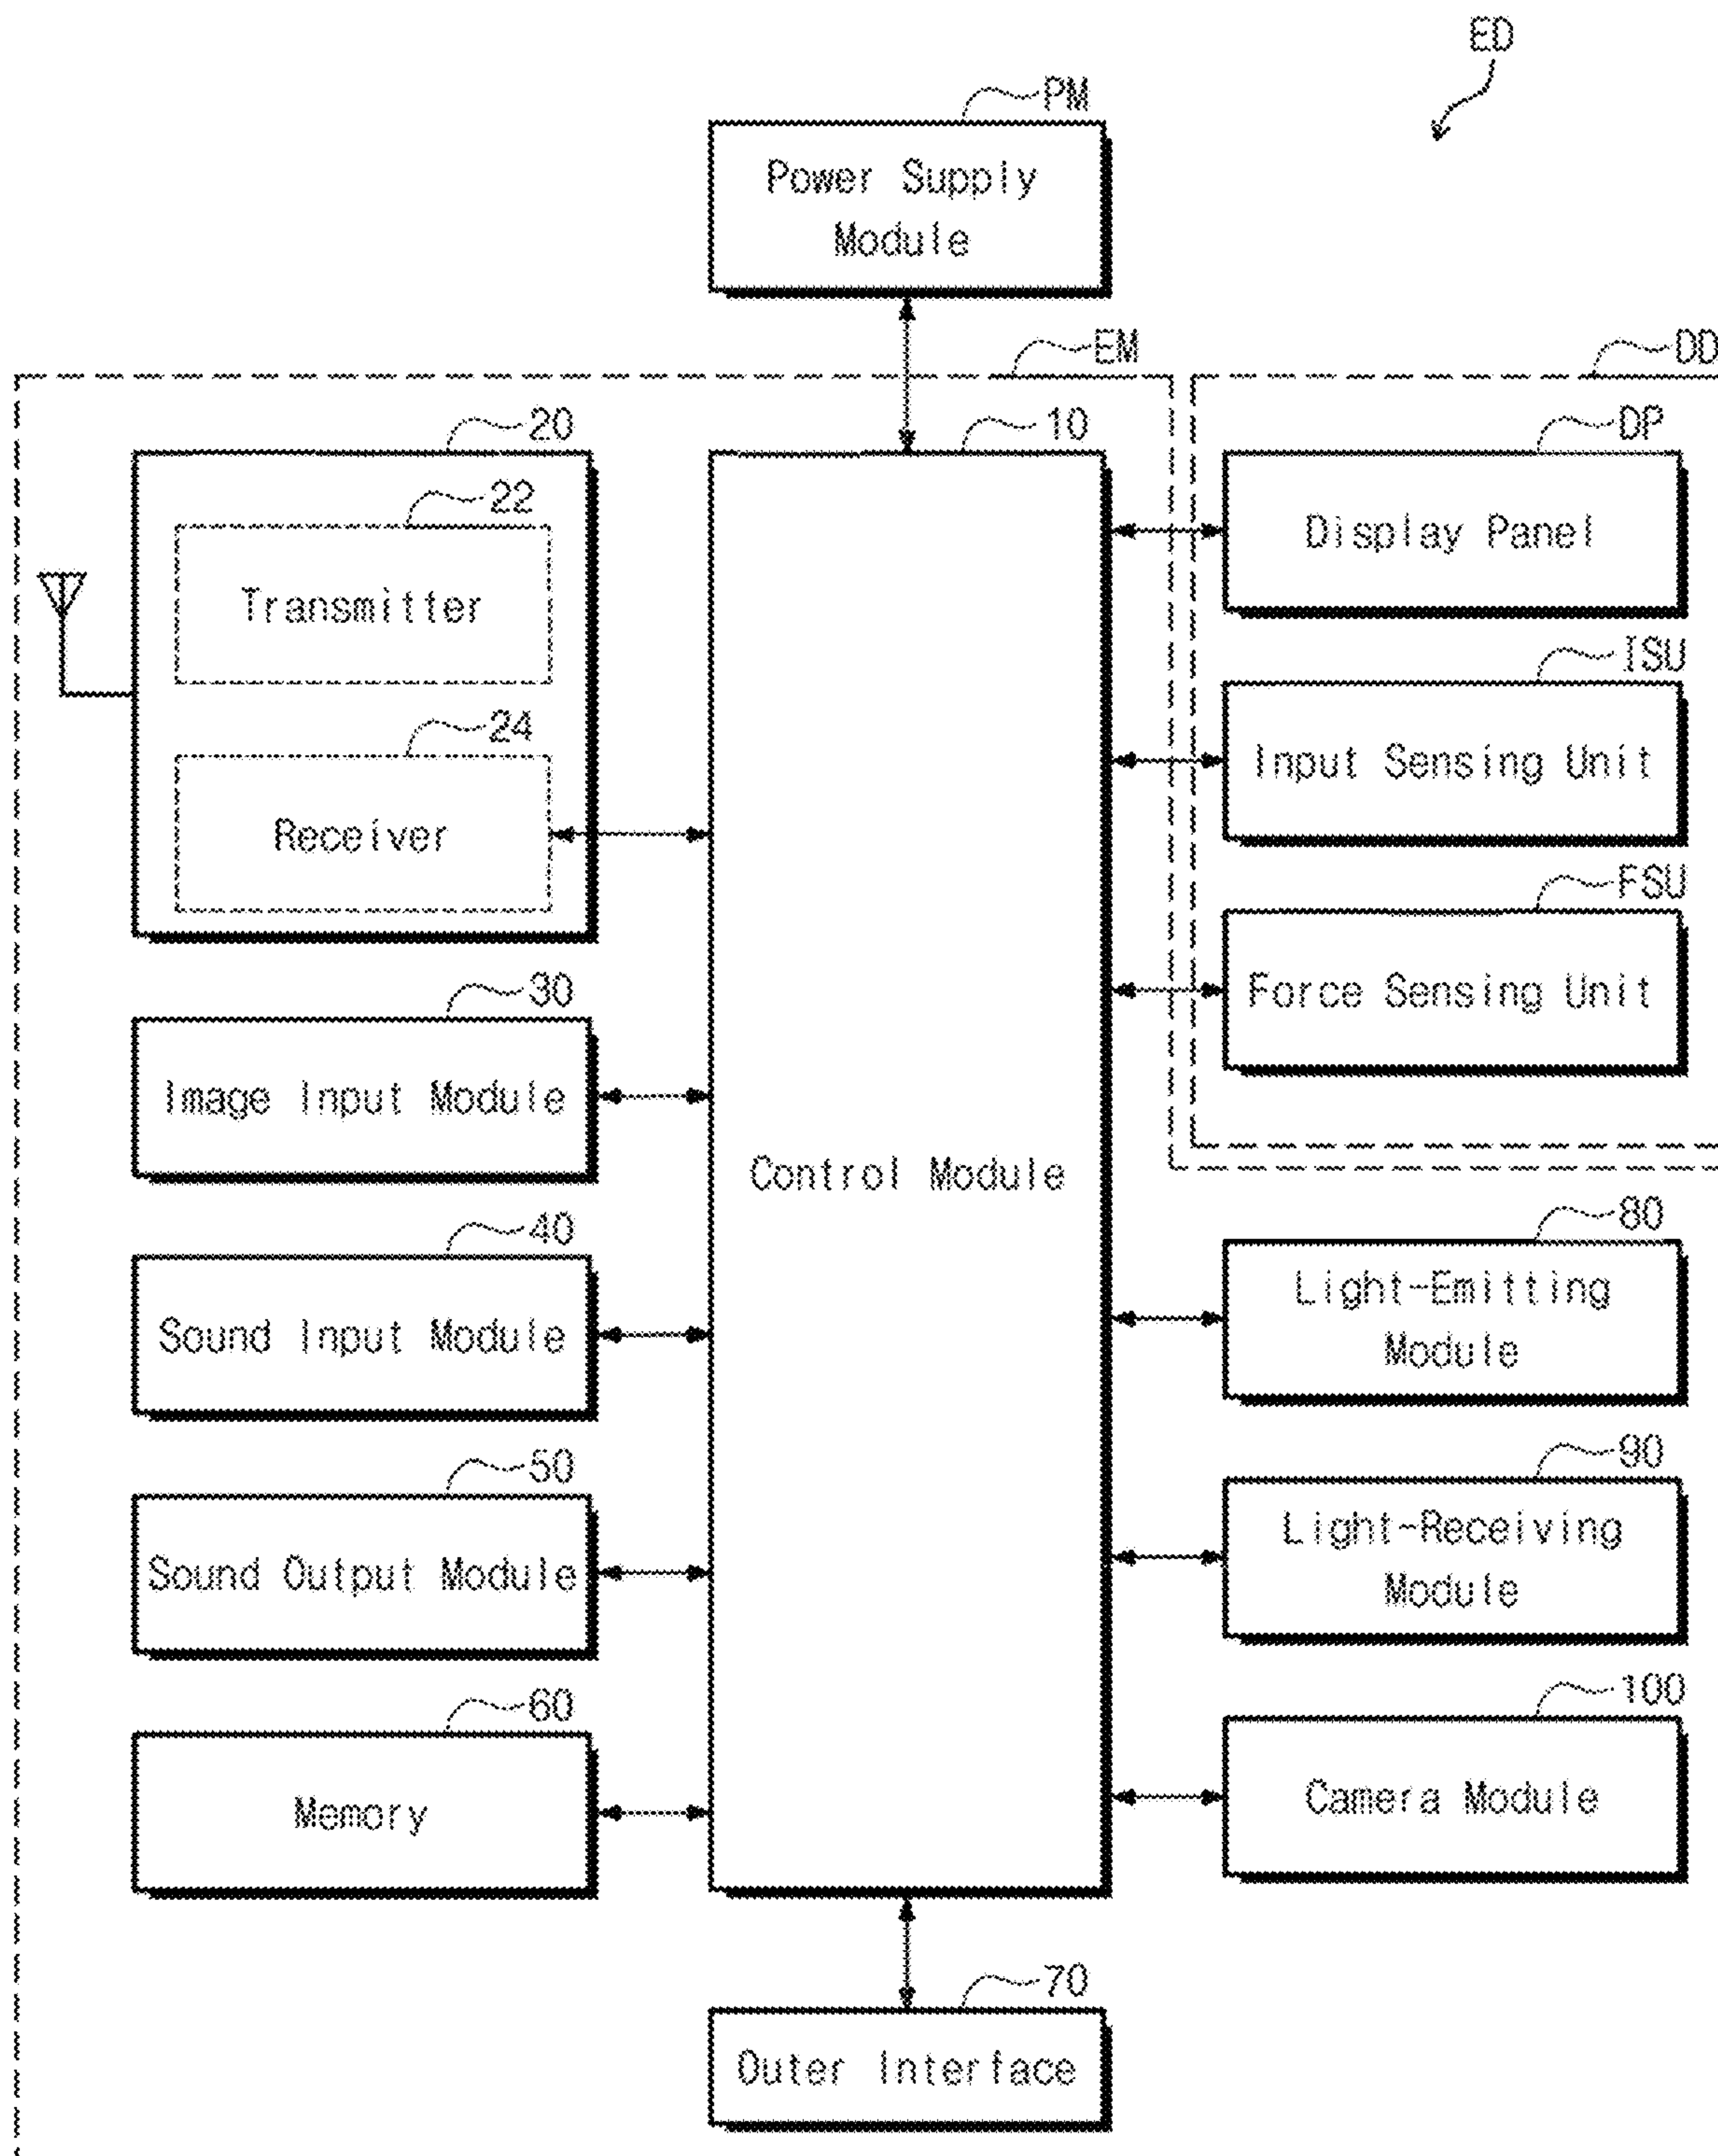 ED
PM
Power Supply
Module
EM
DD
20
10
DP
22
Transmitter
Display Panel
ISU
24
Input Sensing Unit
Receiver
FSU
Force Sensing Unit
30
Image Input Module
Control Module
40
80
Sound Input Module
Light-Emitting
Module
50
90
Sound Output Module
Light-Receiving
Module
60
100
Memory
Camera Module
70
Outer Interface